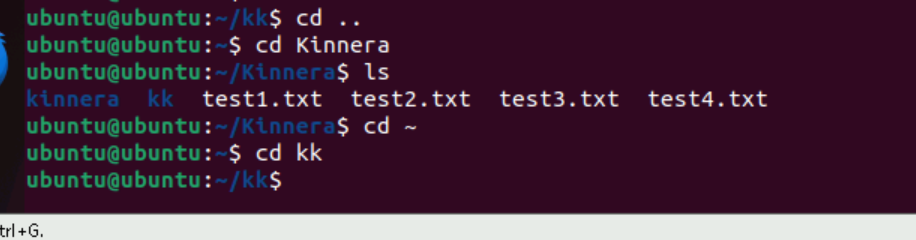 ubuntu@ubuntu:~/kk$ cd ..
ubuntu@ubuntu:~$ cd Kinnera
ubuntu@ubuntu:~/Kinnera$ ls
kinnera  kk  test1.txt  test2.txt  test3.txt  test4.txt
ubuntu@ubuntu:~/Kinnera$ cd ~
ubuntu@ubuntu:~$ cd kk
ubuntu@ubuntu:~/kk$
trl+G.